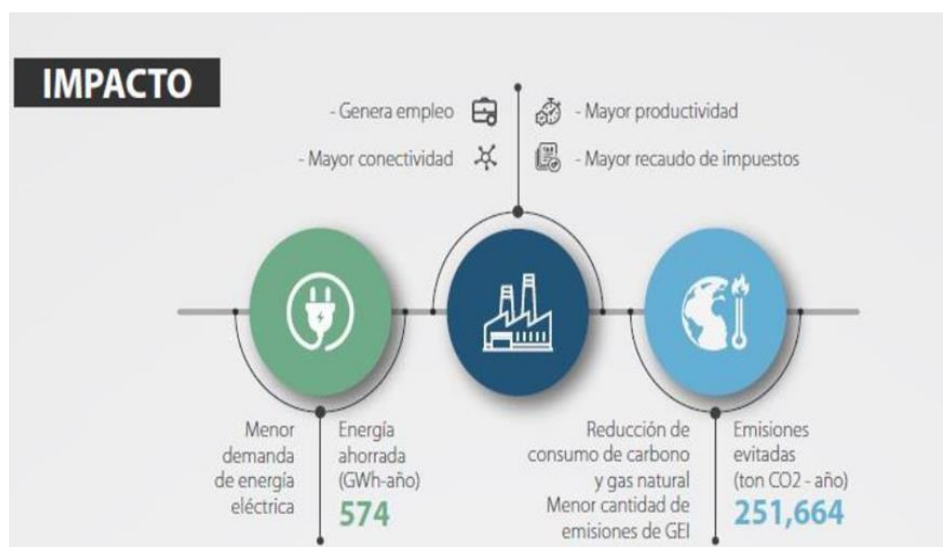 IMPACTO
- Genera empleo
- Mayor conectividad
- Mayor productividad
- Mayor recaudo de impuestos
Menor
demanda
de energía
eléctrica
Energía
ahorrada
(GWh-año)
574
Reducción de
consumo de carbono
y gas natural
Menor cantidad de
emisiones de GEI
Emisiones
evitadas
(ton CO2 - año)
251,664